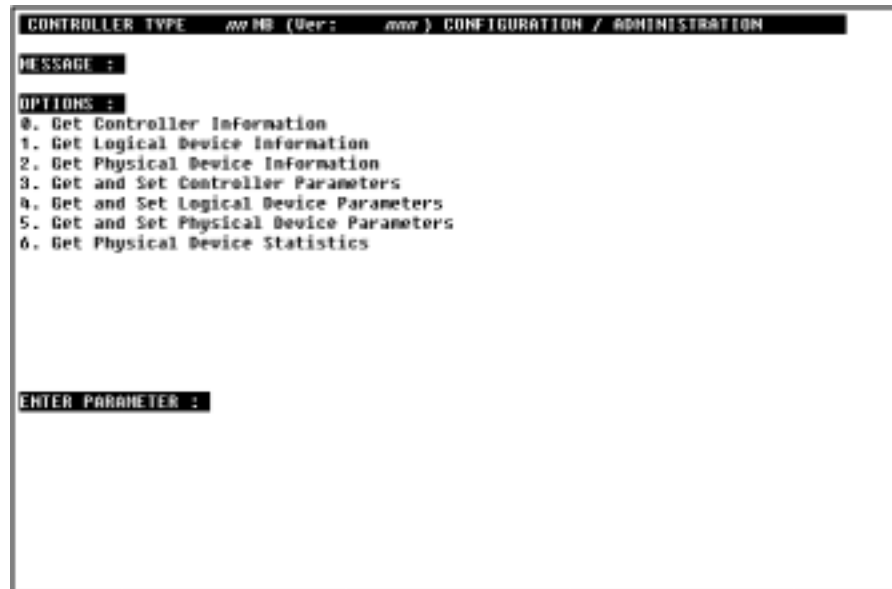 CONTROLLER TYPE nn MB (Ver: nnn ) CONFIGURATION / ADMINISTRATION
MESSAGE :
OPTIONS :
0. Get Controller Information
1. Get Logical Device Information
2. Get Physical Device Information
3. Get and Set Controller Parameters
4. Get and Set Logical Device Parameters
5. Get and Set Physical Device Parameters
6. Get Physical Device Statistics
ENTER PARAMETER :